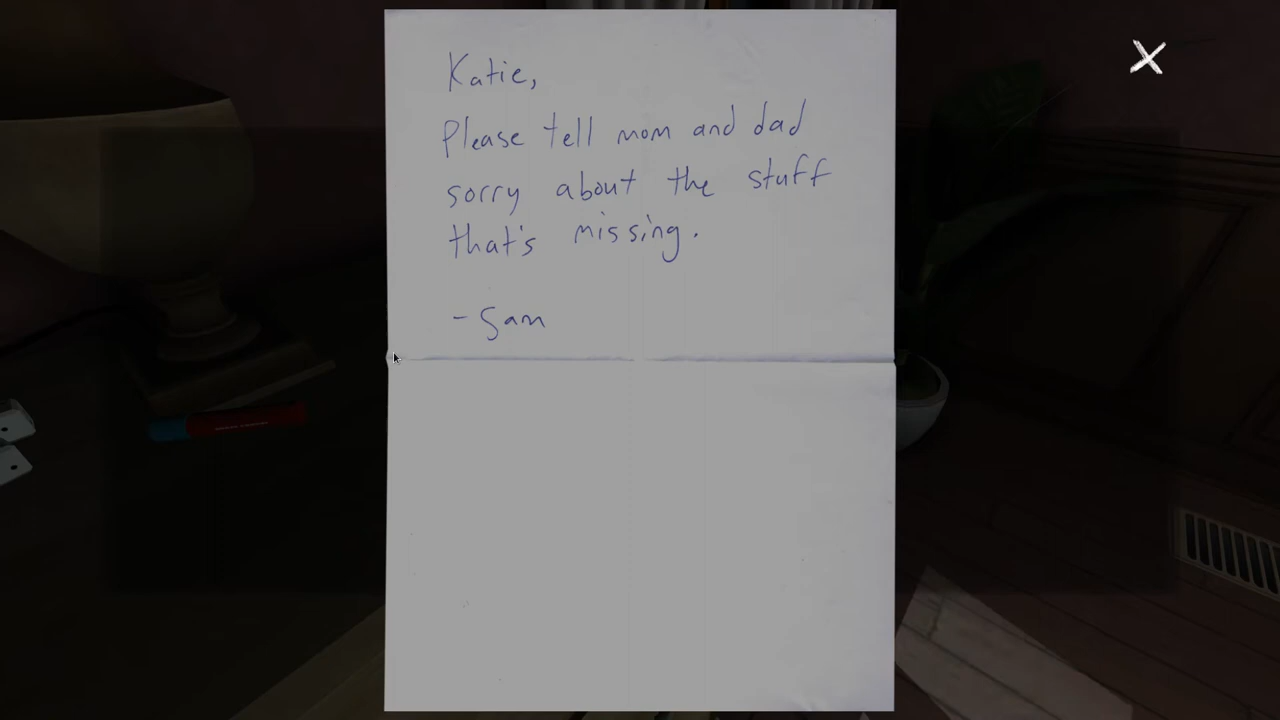 Katie,
Please tell mom and dad
sorry about the stuff
that's missing.
- Sam